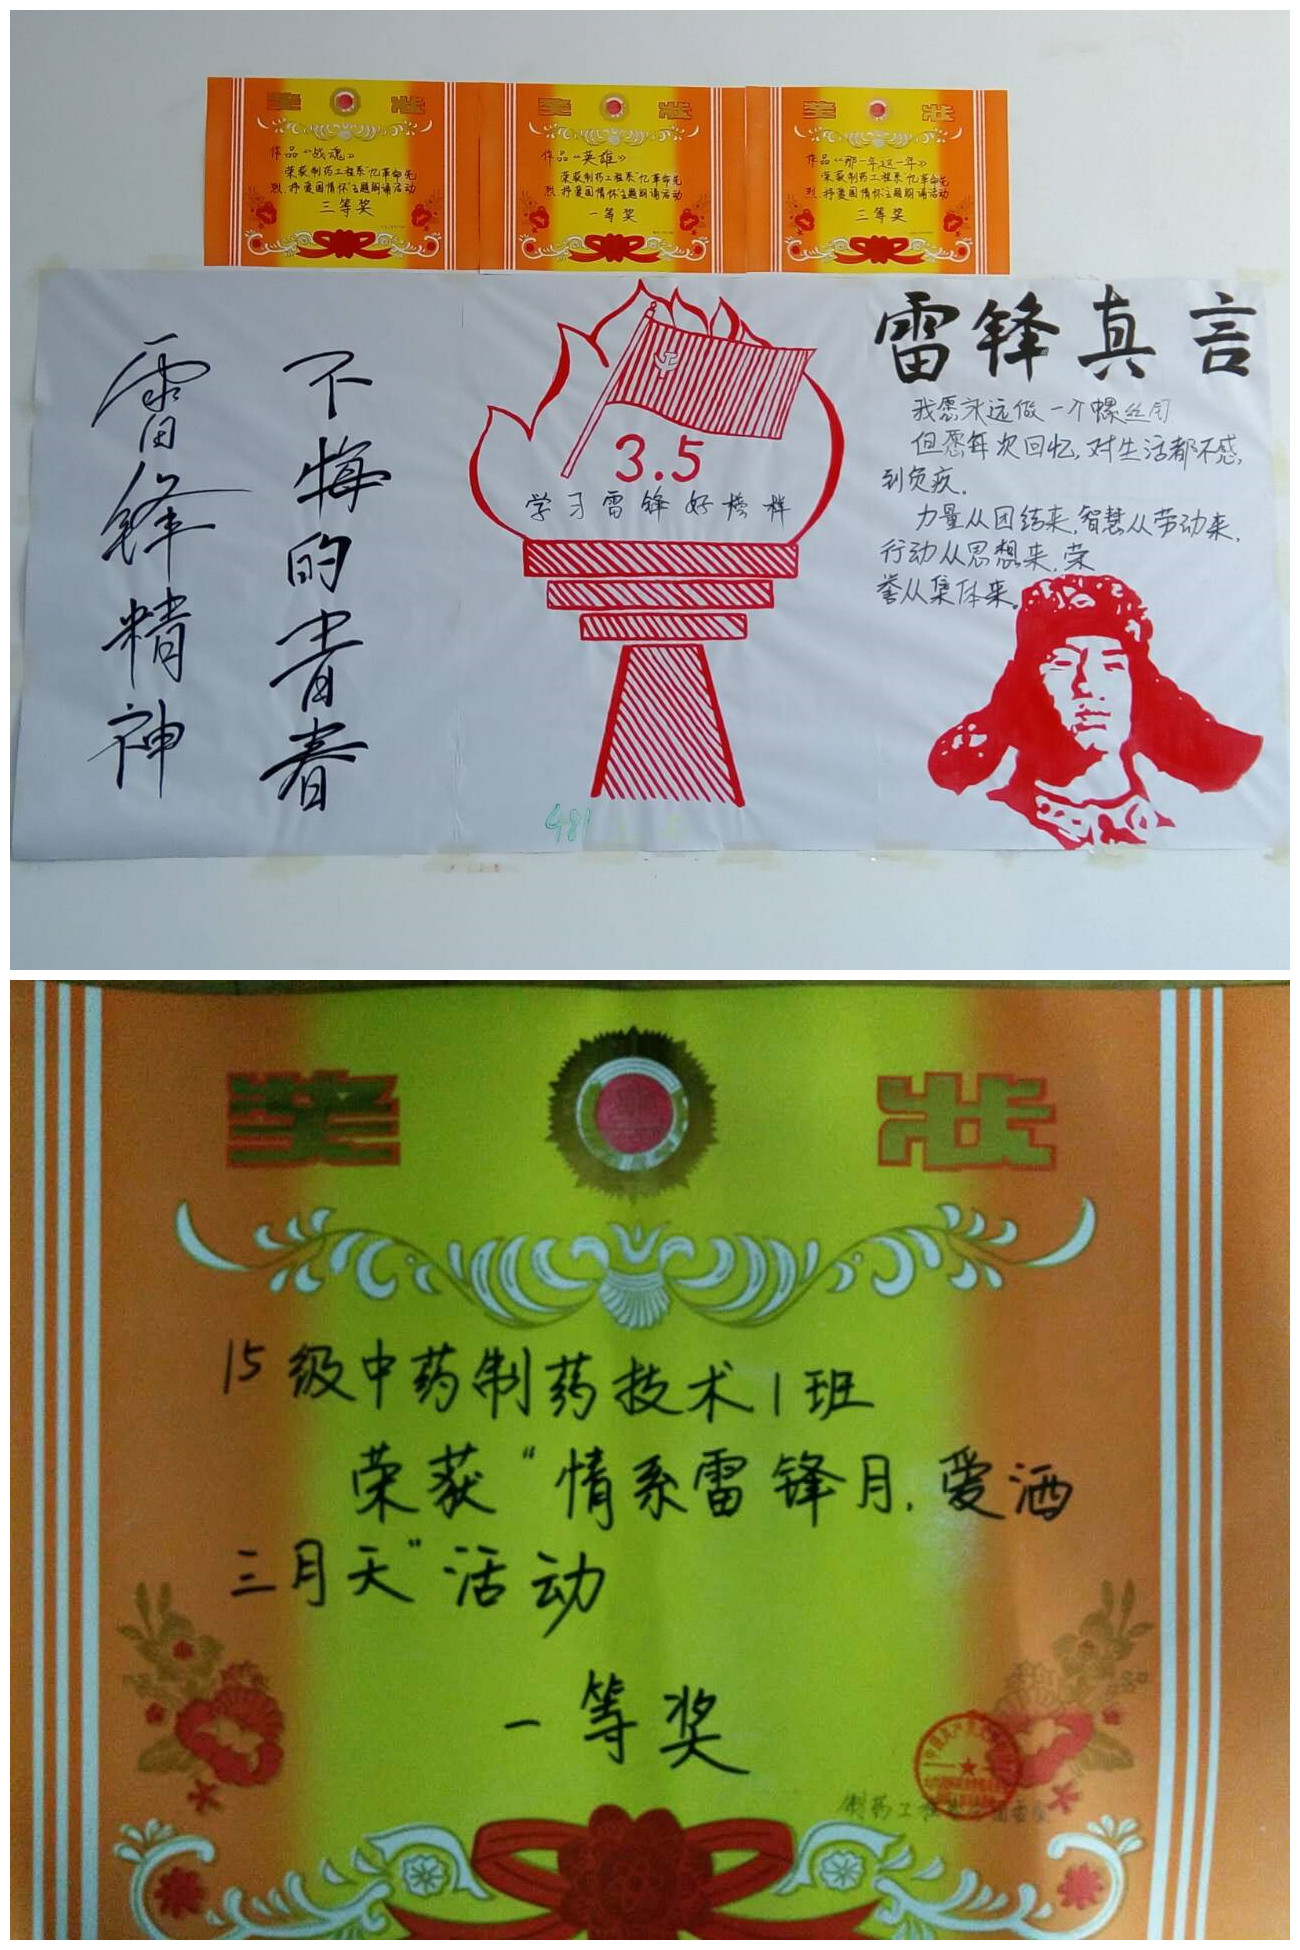 奖状
作品《战魂》
荣获制药工程系“忆革命先
烈、抒爱国情怀”主题朗诵活动
三等奖
奖状
作品《英雄》
荣获制药工程系“忆革命先
烈、抒爱国情怀”主题朗诵活动
一等奖
奖状
作品《那一年这一年》
荣获制药工程系“忆革命先
烈、抒爱国情怀”主题朗诵活动
三等奖
雷锋精神
不悔的青春
3.5
学习雷锋好榜样
481
雷锋真言
我愿永远做一个螺丝钉
但愿每次回忆,对生活都不感
到负疚.
力量从团结来,智慧从劳动来,
行动从思想来,荣
誉从集体来。
奖状
15级中药制药技术1班
荣获“情系雷锋月,爱洒
三月天”活动
一等奖
制药工程系